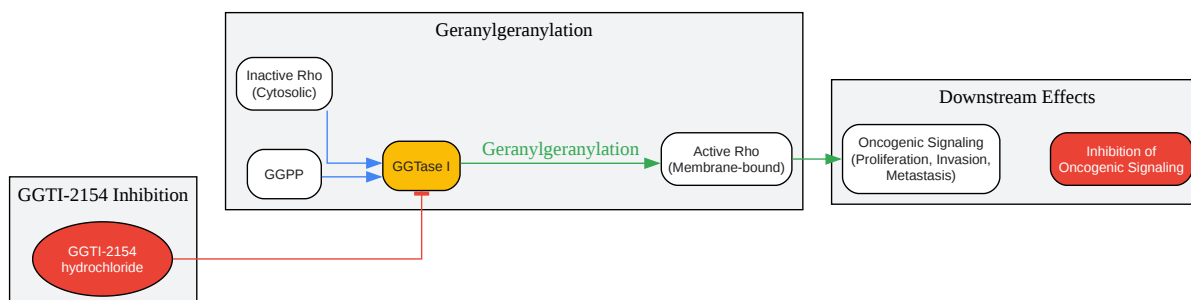 Geranylgeranylation
Inactive Rho
(Cytosolic)
GGPP
GGTase I
Geranylgeranylation
Active Rho
(Membrane-bound)
Downstream Effects
Oncogenic Signaling
(Proliferation, Invasion,
Metastasis)
Inhibition of
Oncogenic Signaling
GGTI-2154 Inhibition
GGTI-2154
hydrochloride